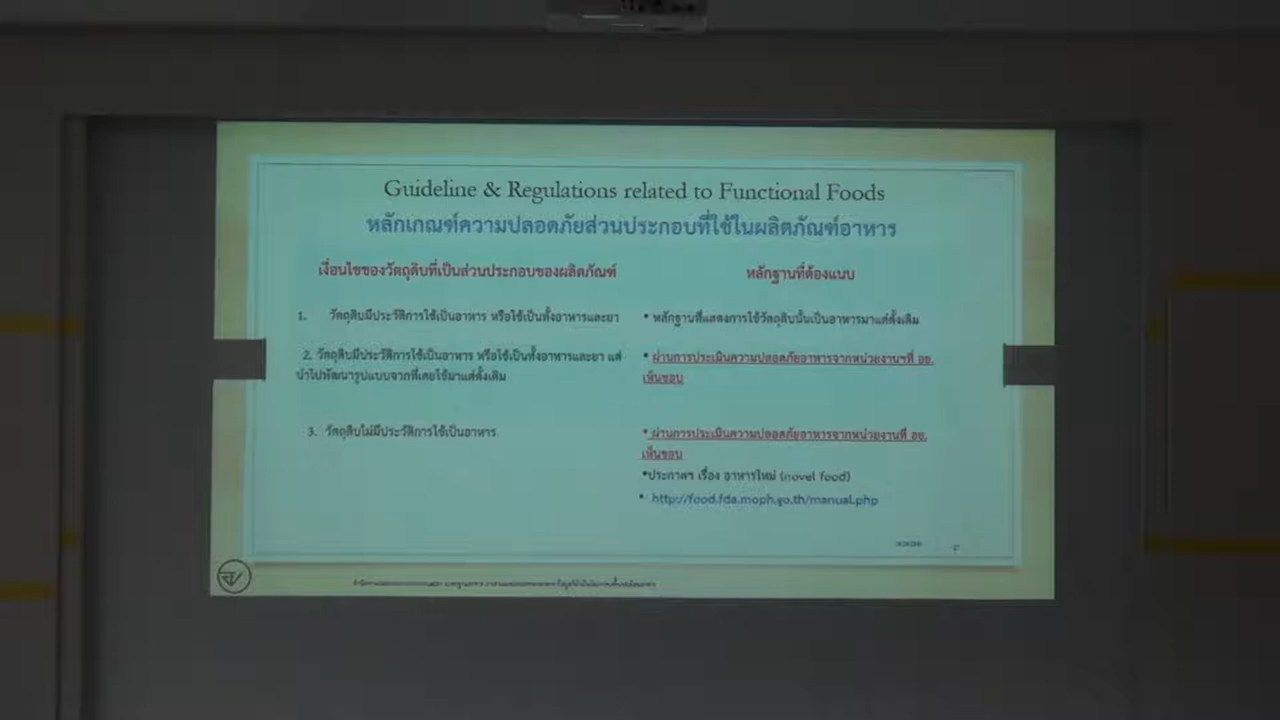 Guideline & Regulations related to Functional Foods
หลักเกณฑ์ความปลอดภัยส่วนประกอบที่ใช้ในผลิตภัณฑ์อาหาร
เงื่อนไขของวัตถุดิบที่เป็นส่วนประกอบของผลิตภัณฑ์
หลักฐานที่ต้องแนบ
1. วัตถุดิบมีประวัติการใช้เป็นอาหาร หรือใช้เป็นทั้งอาหารและยา
• หลักฐานที่แสดงการใช้วัตถุดิบนั้นเป็นอาหารมาแต่ดั้งเดิม
2. วัตถุดิบมีประวัติการใช้เป็นอาหาร หรือใช้เป็นทั้งอาหารและยา แต่
นำไปพัฒนารูปแบบจากที่เคยใช้มาแต่ดั้งเดิม
• ผ่านการประเมินความปลอดภัยอาหารจากหน่วยงานฯที่ อย.
เห็นชอบ
3. วัตถุดิบไม่มีประวัติการใช้เป็นอาหาร
• ผ่านการประเมินความปลอดภัยอาหารจากหน่วยงานที่ อย.
เห็นชอบ
•ประกาศฯ เรื่อง อาหารใหม่ (novel food)
• http://food.fda.moph.go.th/manual.php